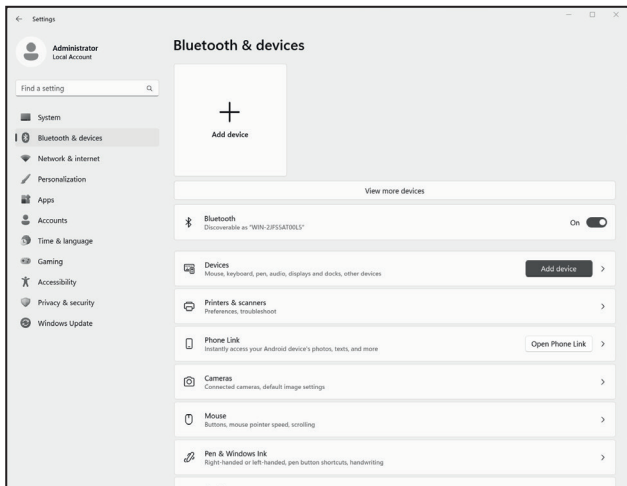 Settings
Administrator
Local Account
Find a setting
System
Bluetooth & devices
Network & internet
Personalization
Apps
Accounts
Time & language
Gaming
Accessibility
Privacy & security
Windows Update
Bluetooth & devices
Add device
View more devices
Bluetooth
Discoverable as "WIN-2JFSSAT00L5"
On
Devices
Mouse, keyboard, pen, audio, displays and docks, other devices
Add device
Printers & scanners
Preferences, troubleshoot
Phone Link
Instantly access your Android device's photos, texts, and more
Open Phone Link
Cameras
Connected cameras, default image settings
Mouse
Buttons, mouse pointer speed, scrolling
Pen & Windows Ink
Right-handed or left-handed, pen button shortcuts, handwriting